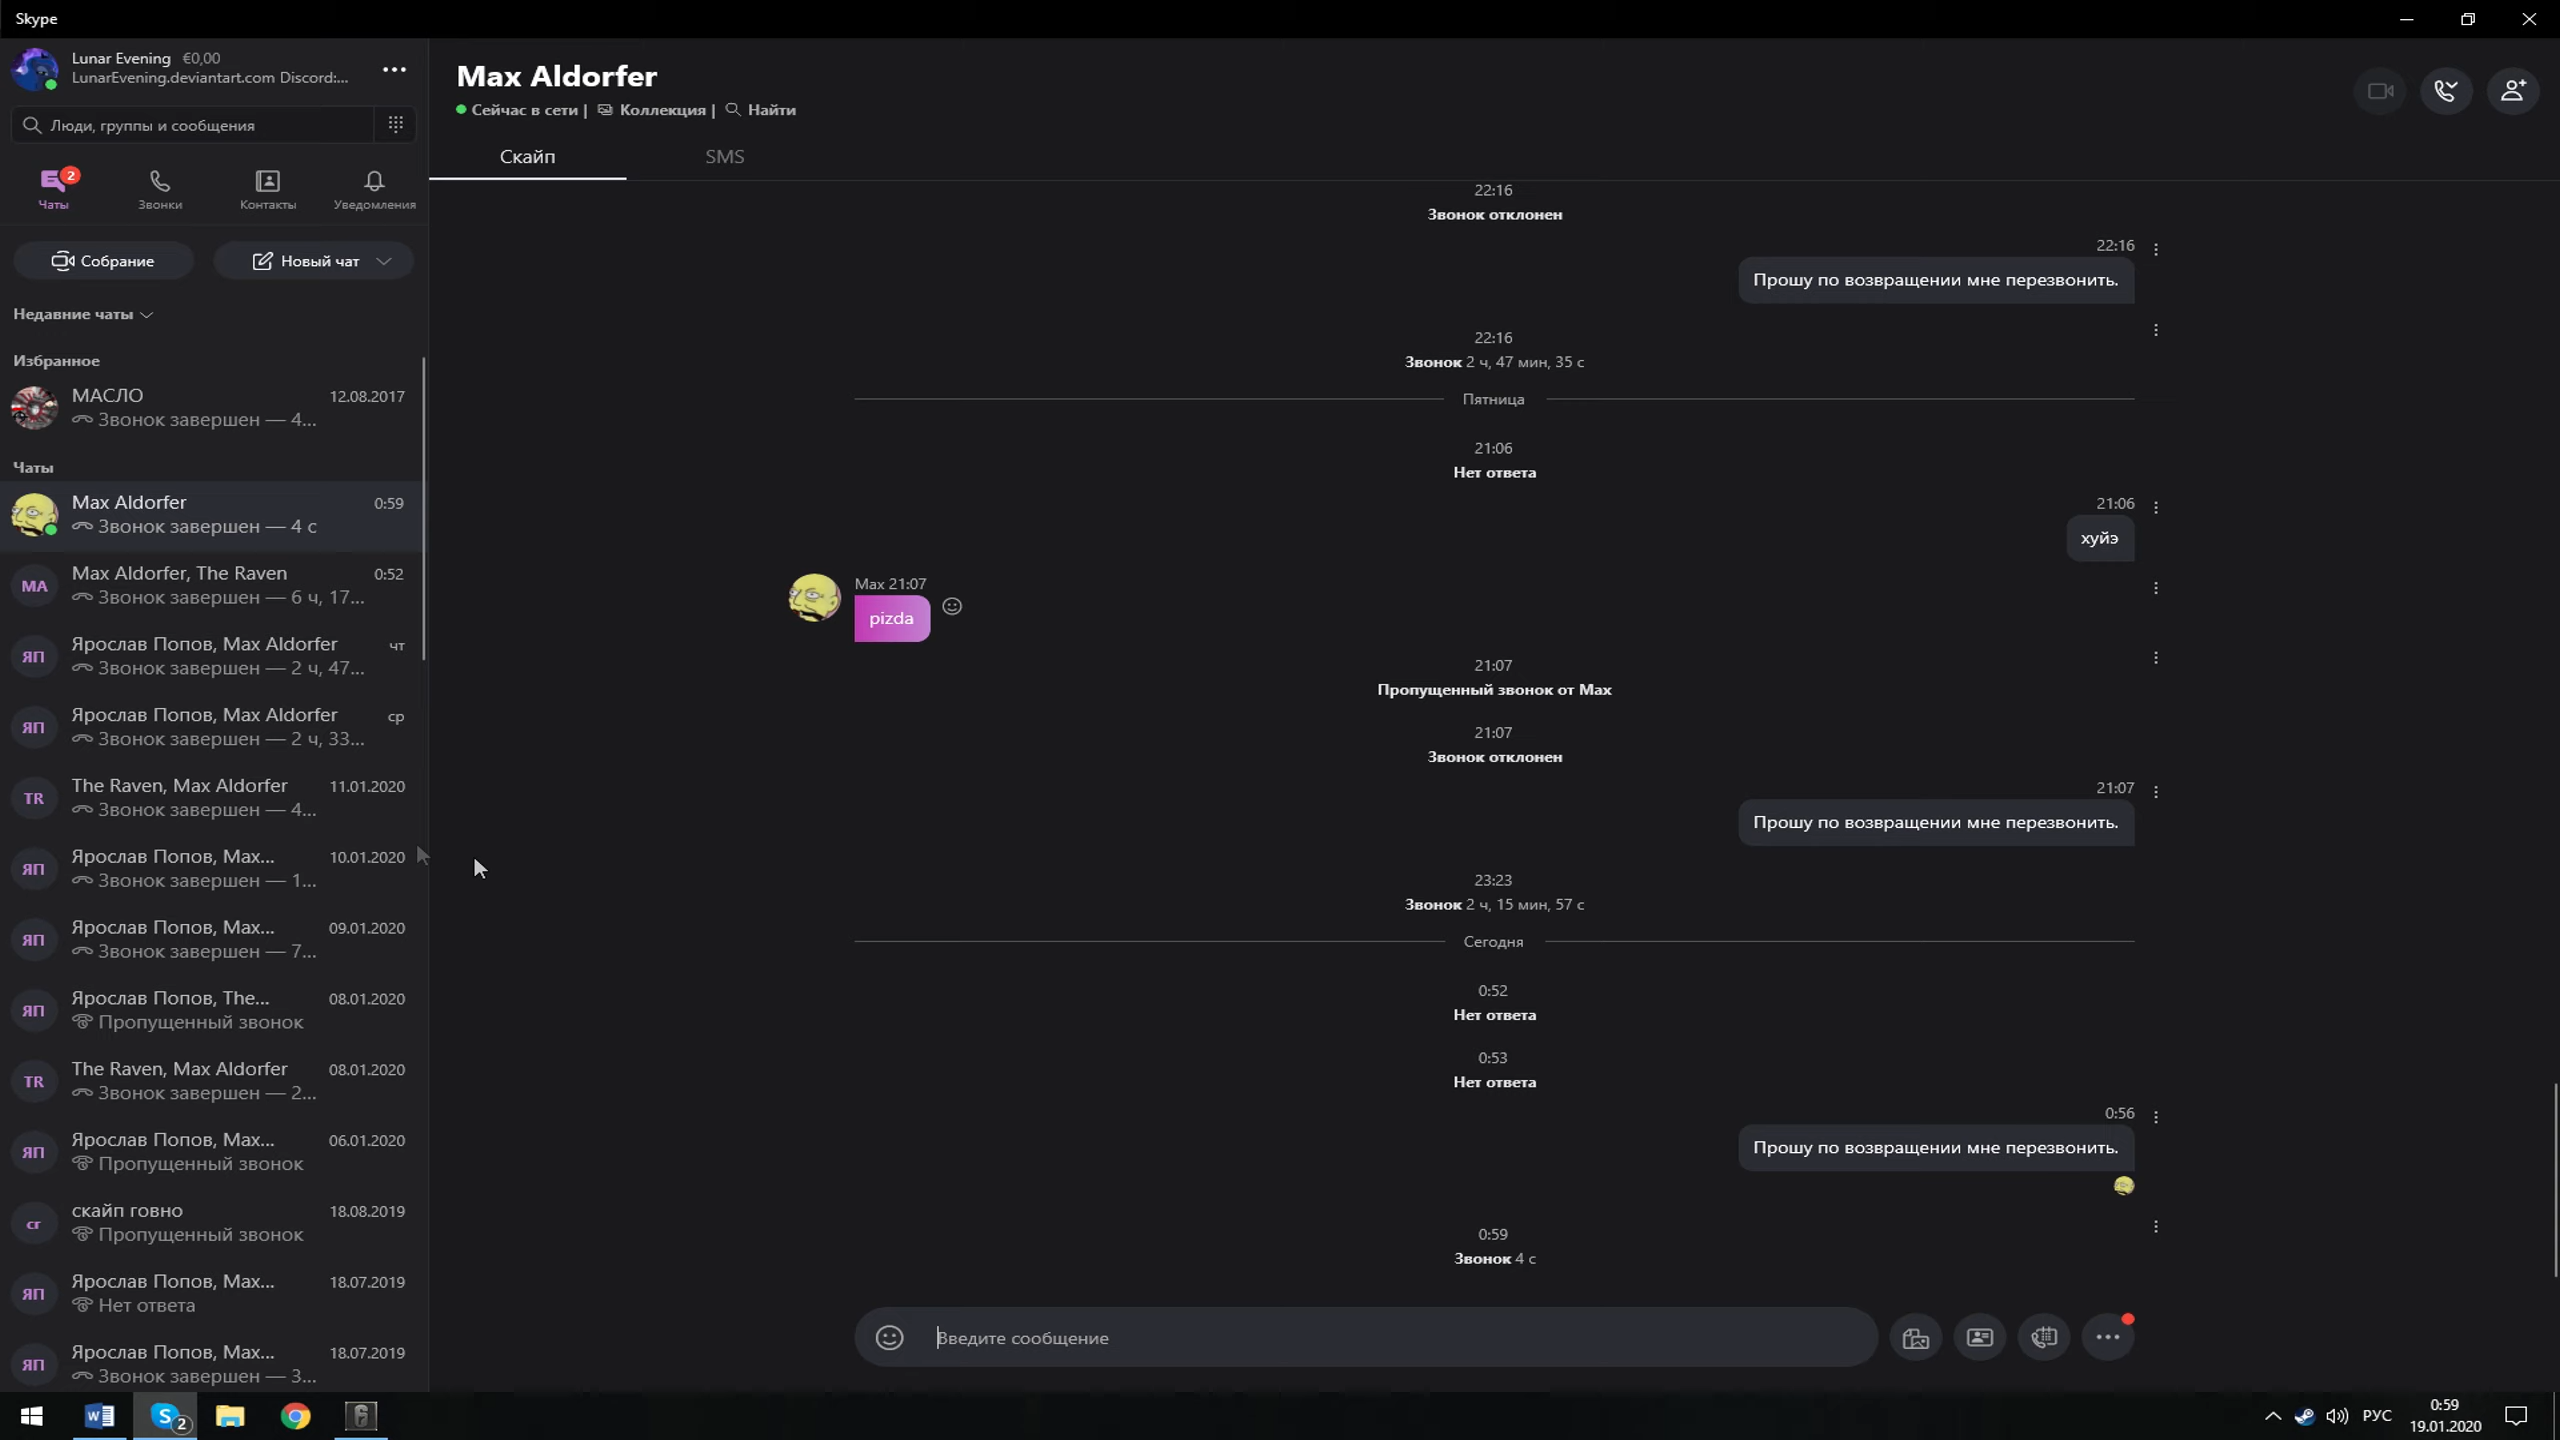 Skype
Lunar Evening €0,00
LunarEvening.deviantart.com Discord:...
Люди, группы и сообщения
2
Чаты
Звонки
Контакты
Уведомления
Собрание
Новый чат
Недавние чаты
Избранное
МАСЛО 12.08.2017
Звонок завершен — 4...
Чаты
Max Aldorfer 0:59
Звонок завершен — 4 с
MA
Max Aldorfer, The Raven 0:52
Звонок завершен — 6 ч, 17...
ЯП
Ярослав Попов, Max Aldorfer чт
Звонок завершен — 2 ч, 47...
ЯП
Ярослав Попов, Max Aldorfer ср
Звонок завершен — 2 ч, 33...
TR
The Raven, Max Aldorfer 11.01.2020
Звонок завершен — 4...
ЯП
Ярослав Попов, Max... 10.01.2020
Звонок завершен — 1...
ЯП
Ярослав Попов, Max... 09.01.2020
Звонок завершен — 7...
ЯП
Ярослав Попов, The... 08.01.2020
Пропущенный звонок
TR
The Raven, Max Aldorfer 08.01.2020
Звонок завершен — 2...
ЯП
Ярослав Попов, Max... 06.01.2020
Пропущенный звонок
сг
скайп говно 18.08.2019
Пропущенный звонок
ЯП
Ярослав Попов, Max... 18.07.2019
Нет ответа
ЯП
Ярослав Попов, Max... 18.07.2019
Звонок завершен — 3...
Max Aldorfer
Сейчас в сети | Коллекция | Найти
Скайп
SMS
22:16
Звонок отклонен
22:16
Прошу по возвращении мне перезвонить.
22:16
Звонок 2 ч, 47 мин, 35 с
Пятница
21:06
Нет ответа
21:06
хуйэ
Max 21:07
pizda
21:07
Пропущенный звонок от Max
21:07
Звонок отклонен
21:07
Прошу по возвращении мне перезвонить.
23:23
Звонок 2 ч, 15 мин, 57 с
Сегодня
0:52
Нет ответа
0:53
Нет ответа
0:56
Прошу по возвращении мне перезвонить.
0:59
Звонок 4 с
Введите сообщение
2
РУС
0:59
19.01.2020